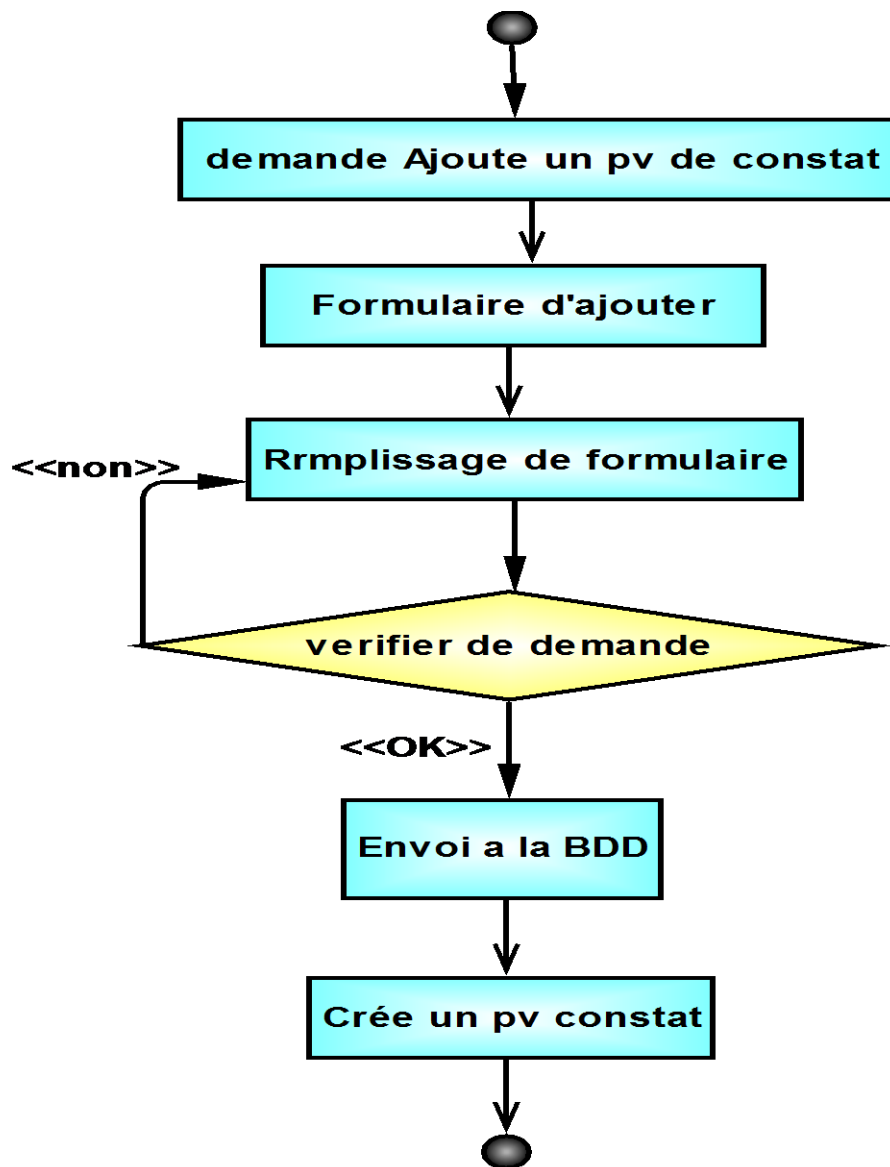 demande Ajoute un pv de constat
Formulaire d'ajouter
Rrmplissage de formulaire
<<non>>
verifier de demande
<<OK>>
Envoi a la BDD
Crée un pv constat